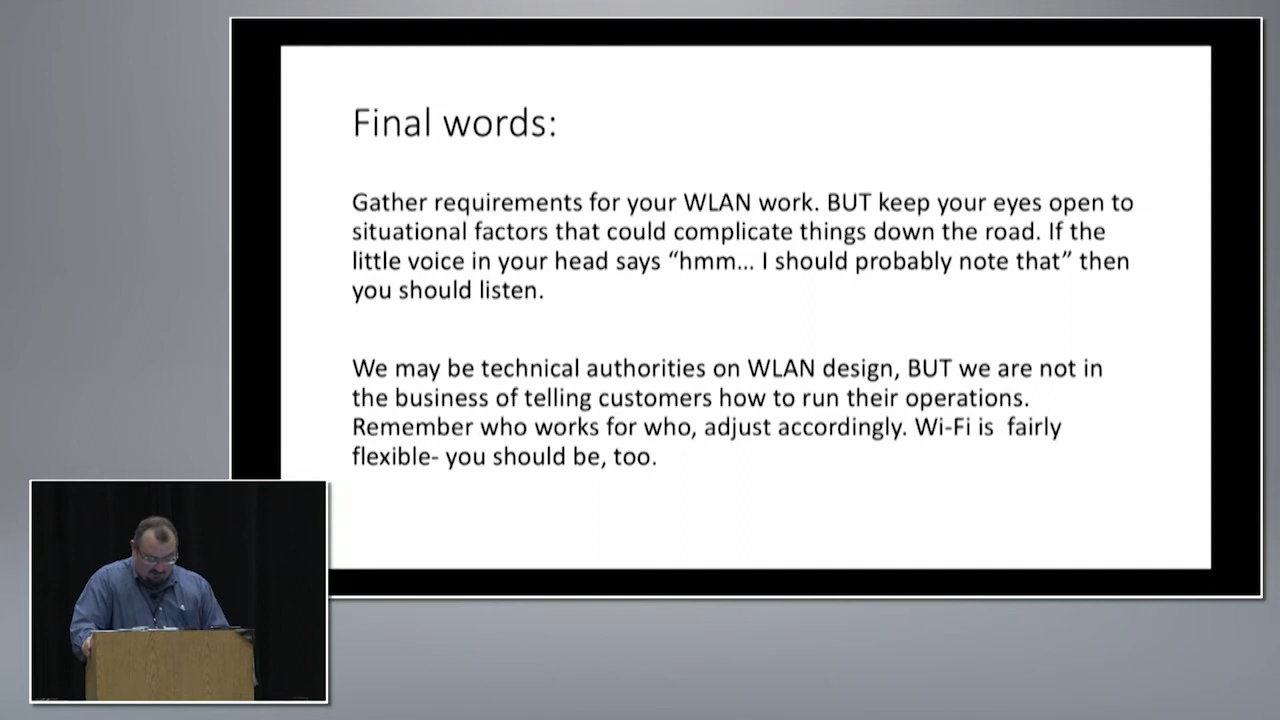 Final words:
Gather requirements for your WLAN work. BUT keep your eyes open to
situational factors that could complicate things down the road. If the
little voice in your head says “hmm... I should probably note that” then
you should listen.
We may be technical authorities on WLAN design, BUT we are not in
the business of telling customers how to run their operations.
Remember who works for who, adjust accordingly. Wi-Fi is  fairly
flexible- you should be, too.